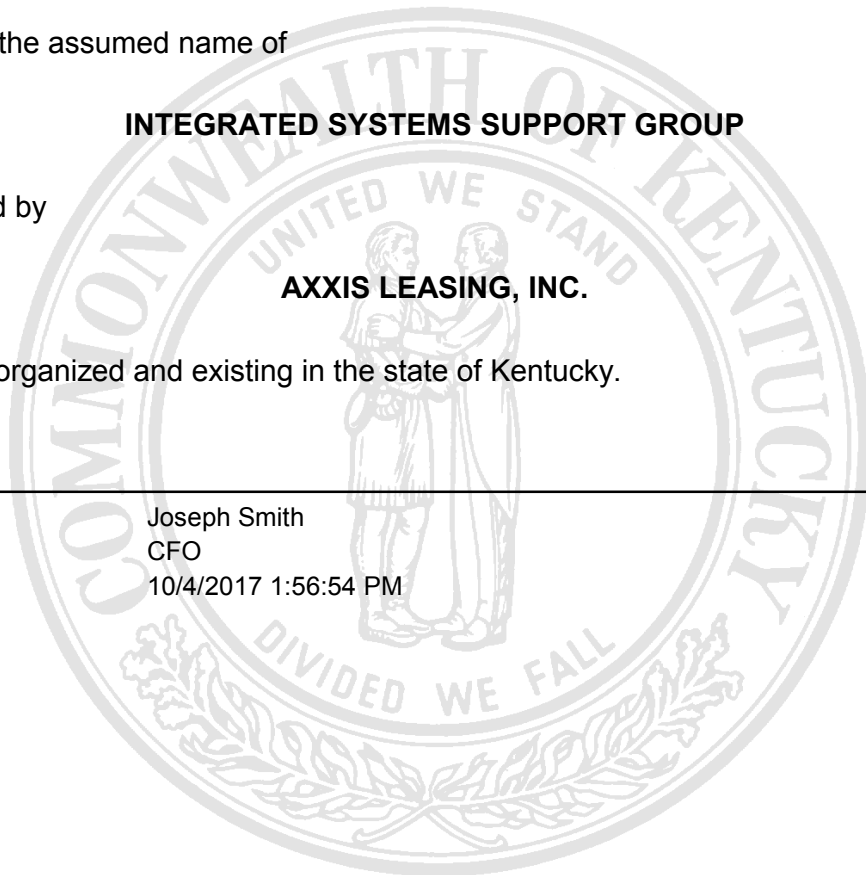 the assumed name of
INTEGRATED SYSTEMS SUPPORT GROUP
d by
AXXIS LEASING, INC.
organized and existing in the state of Kentucky.
Joseph Smith
CFO
10/4/2017 1:56:54 PM
COMMONWEALTH OF KENTUCKY
UNITED WE STAND
DIVIDED WE FALL